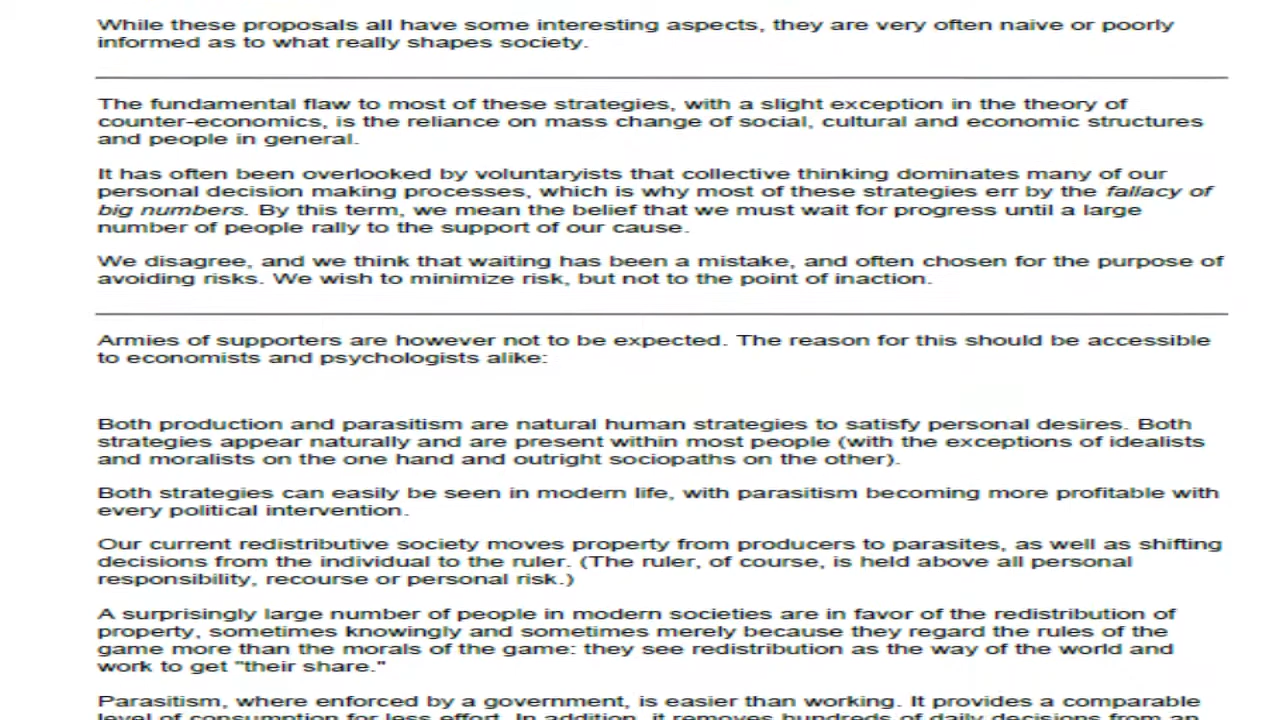 While these proposals all have some interesting aspects, they are very often naive or poorly
informed as to what really shapes society.
The fundamental flaw to most of these strategies, with a slight exception in the theory of
counter-economics, is the reliance on mass change of social, cultural and economic structures
and people in general.
It has often been overlooked by voluntaryists that collective thinking dominates many of our
personal decision making processes, which is why most of these strategies err by the fallacy of
big numbers. By this term, we mean the belief that we must wait for progress until a large
number of people rally to the support of our cause.
We disagree, and we think that waiting has been a mistake, and often chosen for the purpose of
avoiding risks. We wish to minimize risk, but not to the point of inaction.
Armies of supporters are however not to be expected. The reason for this should be accessible
to economists and psychologists alike:
Both production and parasitism are natural human strategies to satisfy personal desires. Both
strategies appear naturally and are present within most people (with the exceptions of idealists
and moralists on the one hand and outright sociopaths on the other).
Both strategies can easily be seen in modern life, with parasitism becoming more profitable with
every political intervention.
Our current redistributive society moves property from producers to parasites, as well as shifting
decisions from the individual to the ruler. (The ruler, of course, is held above all personal
responsibility, recourse or personal risk.)
A surprisingly large number of people in modern societies are in favor of the redistribution of
property, sometimes knowingly and sometimes merely because they regard the rules of the
game more than the morals of the game: they see redistribution as the way of the world and
work to get "their share."
Parasitism, where enforced by a government, is easier than working. It provides a comparable
level of consumption for less effort. In addition, it removes hundreds of daily decisions from an